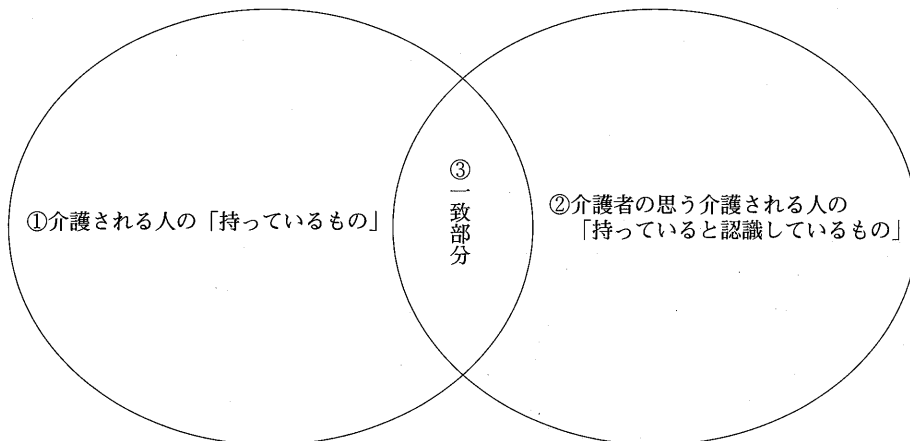 ①介護される人の「持っているもの」
③一致部分
②介護者の思う介護される人の
「持っていると認識しているもの」